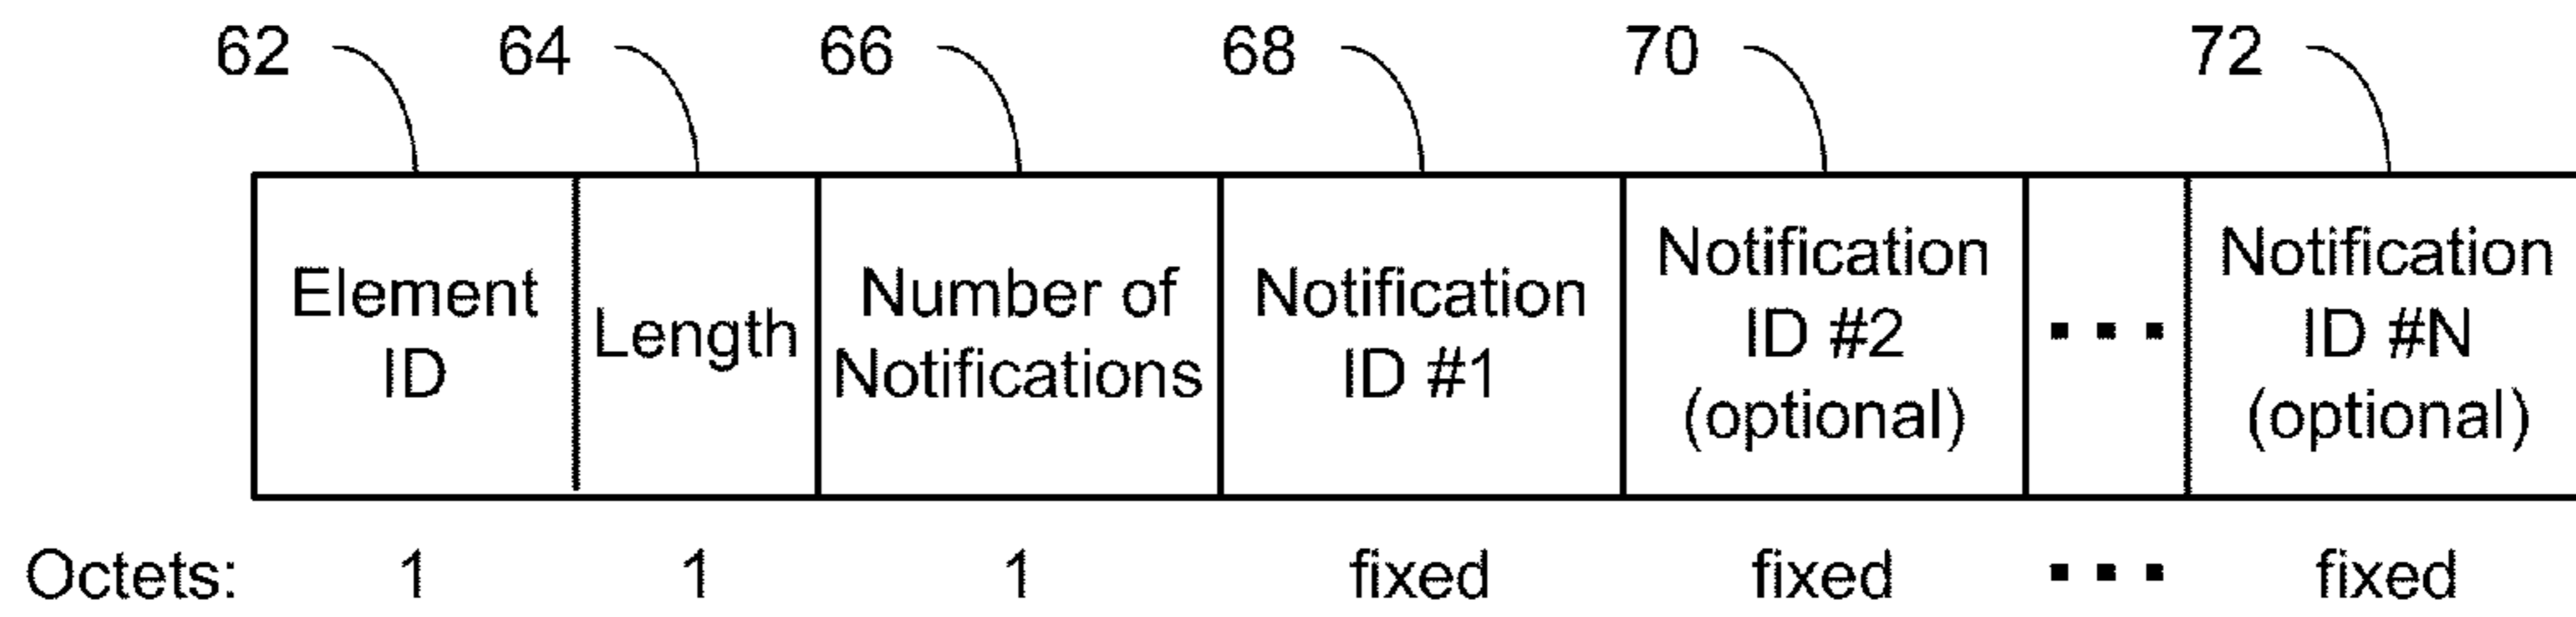 62 64 66 68 70 72
Element
ID
Length
Number of
Notifications
Notification
ID #1
Notification
ID #2
(optional)
...
Notification
ID #N
(optional)
Octets: 1 1 1 fixed fixed ... fixed